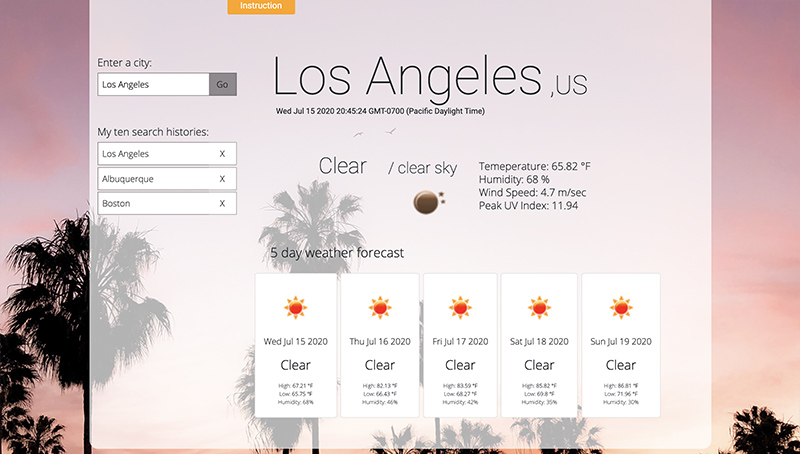 Instruction
Enter a city:
Los Angeles Go
My ten search histories:
Los Angeles X
Albuquerque X
Boston X
Los Angeles ,US
Wed Jul 15 2020 20:45:24 GMT-0700 (Pacific Daylight Time)
Clear / clear sky
Temeperature: 65.82 °F
Humidity: 68 %
Wind Speed: 4.7 m/sec
Peak UV Index: 11.94
5 day weather forecast
Wed Jul 15 2020
Clear
High: 67.21 °F
Low: 65.75 °F
Humidity: 68%
Thu Jul 16 2020
Clear
High: 82.13 °F
Low: 66.43 °F
Humidity: 46%
Fri Jul 17 2020
Clear
High: 83.59 °F
Low: 68.27 °F
Humidity: 42%
Sat Jul 18 2020
Clear
High: 85.82 °F
Low: 69.8 °F
Humidity: 35%
Sun Jul 19 2020
Clear
High: 86.81 °F
Low: 71.96 °F
Humidity: 30%